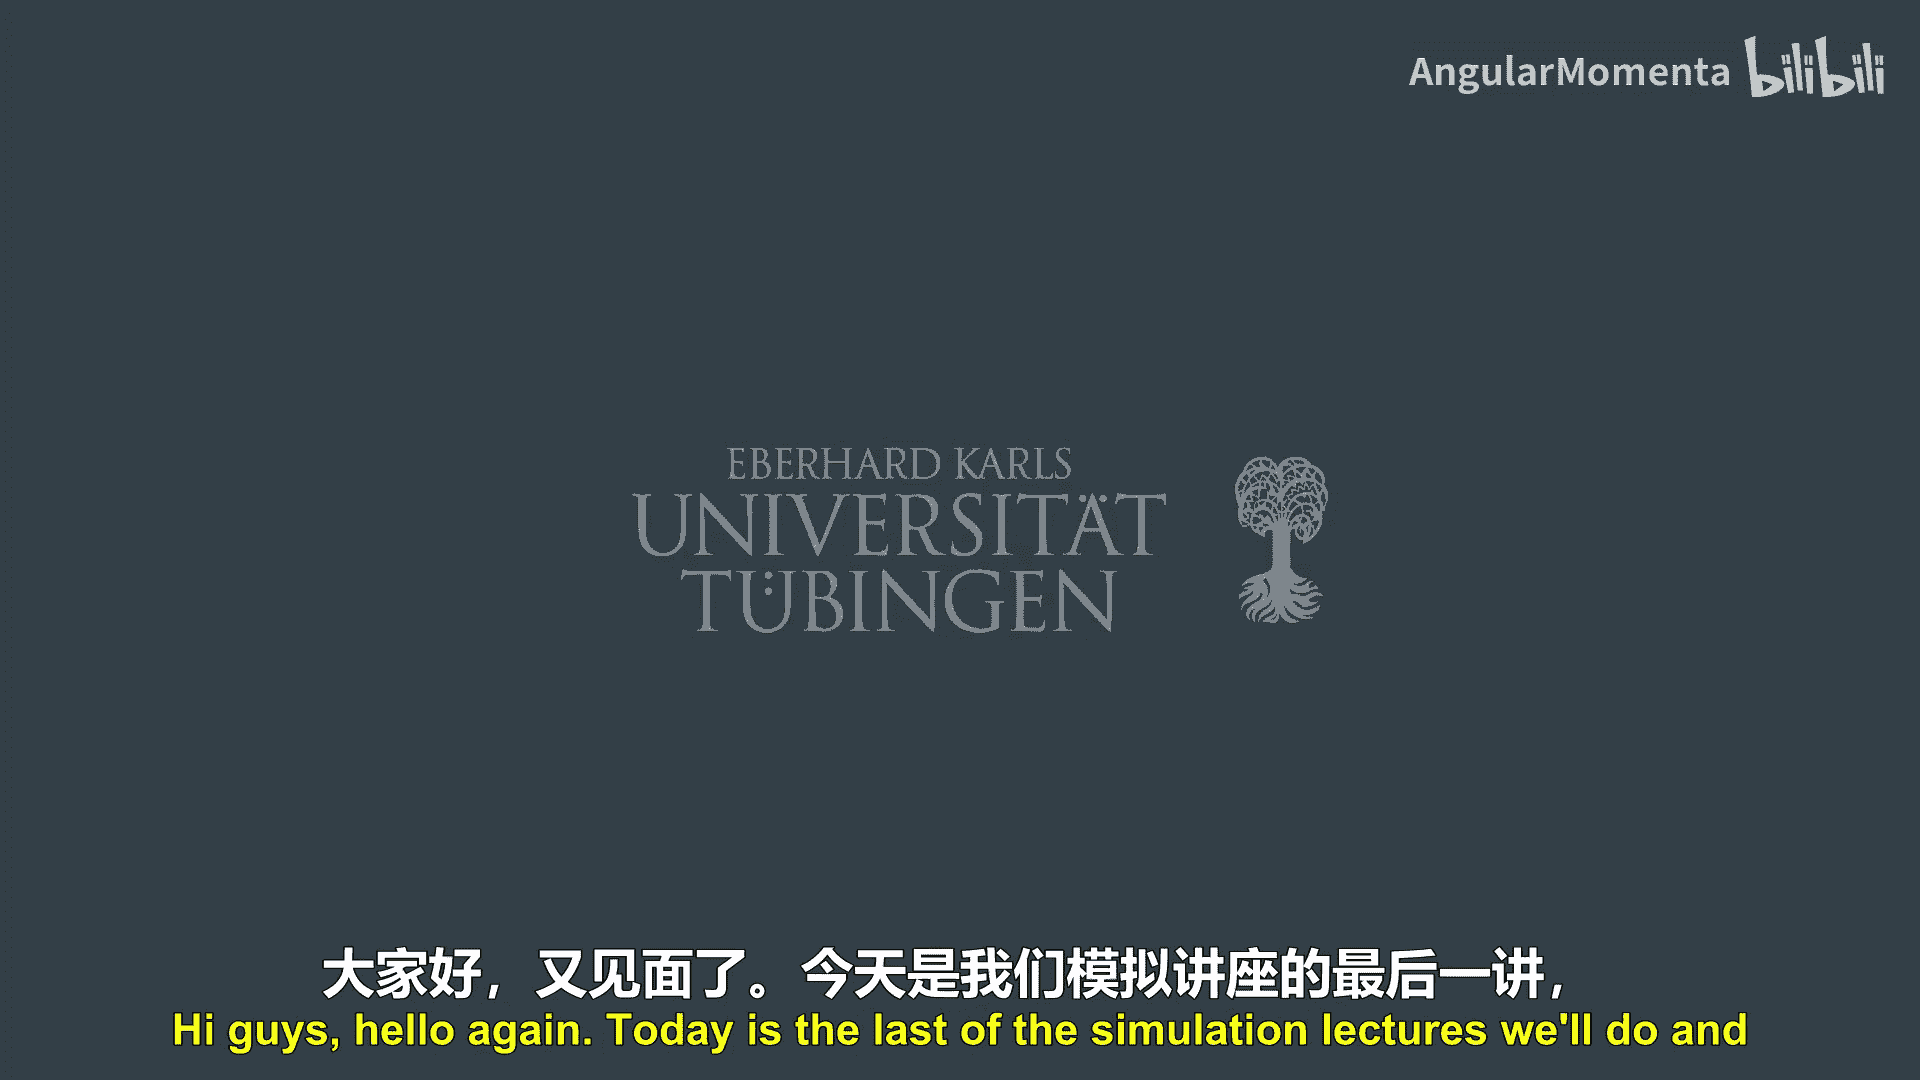 AngularMomenta bilibili
EBERHARD KARLS
UNIVERSITÄT
TÜBINGEN
大家好，又见面了。今天是我们模拟讲座的最后一讲，
Hi guys, hello again. Today is the last of the simulation lectures we'll do and